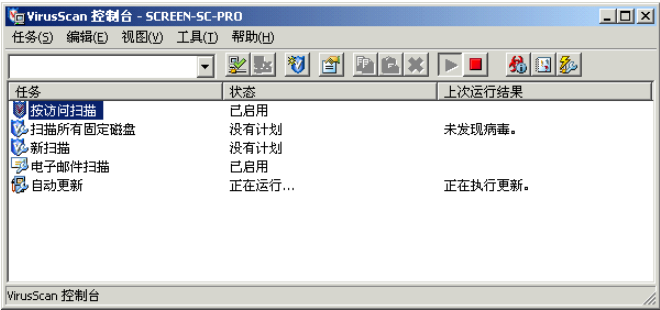 VirusScan 控制台 - SCREEN-SC-PRO
任务(S) 编辑(E) 视图(V) 工具(T) 帮助(H)
任务 状态 上次运行结果
按访问扫描 已启用
扫描所有固定磁盘 没有计划 未发现病毒。
新扫描 没有计划
电子邮件扫描 已启用
自动更新 正在运行... 正在执行更新。
VirusScan 控制台